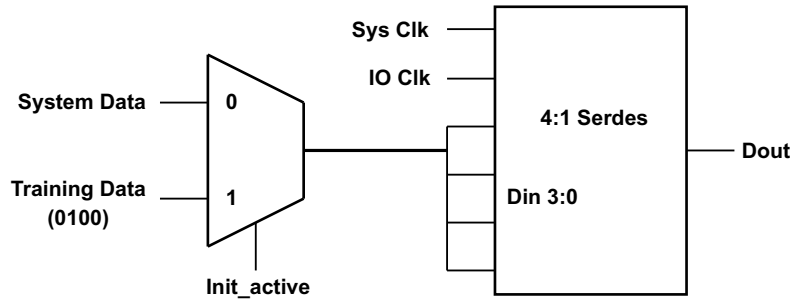 Sys Clk
System Data
0
IO Clk
4:1 Serdes
Dout
Training Data
(0100)
1
Din 3:0
Init_active